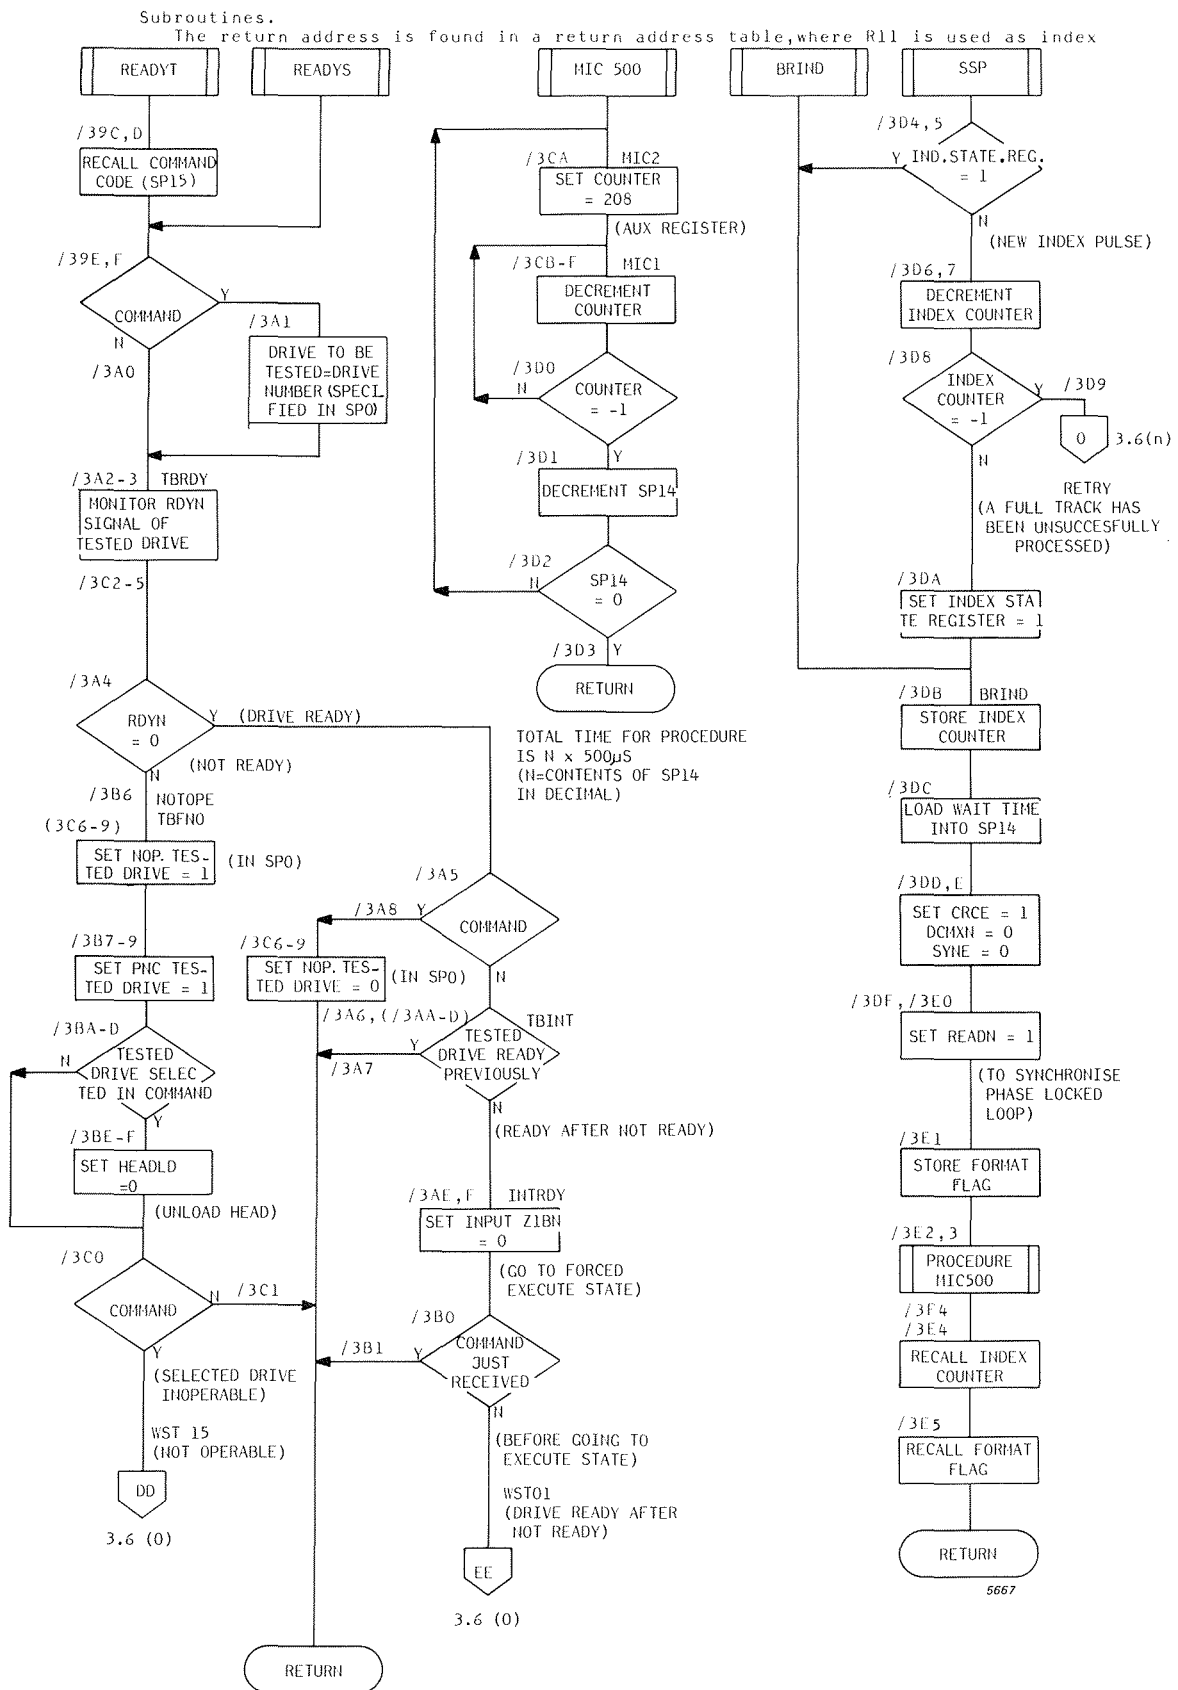 Subroutines.
The return address is found in a return address table,where R11 is used as index
READYT
READYS
MIC 500
BRIND
SSP
/39C,D
RECALL COMMAND
CODE (SP15)
/39E,F
COMMAND
Y
N
/3A0
/3A1
DRIVE TO BE
TESTED=DRIVE
NUMBER (SPECI_
FIED IN SPO)
/3A2-3 TBRDY
MONITOR RDYN
SIGNAL OF
TESTED DRIVE
/3C2-5
/3A4
RDYN
= 0
Y
(DRIVE READY)
(NOT READY)
N
/3B6
NOTOPE
TBFNO
(3C6-9)
SET NOP. TES-
TED DRIVE = 1
(IN SPO)
/3B7-9
SET PNC TES-
TED DRIVE = 1
/3BA-D
N
TESTED
DRIVE SELEC
TED IN COMMAND
Y
/3BE-F
SET HEADLD
=0
(UNLOAD HEAD)
/3C0
COMMAND
N
/3C1
Y
(SELECTED DRIVE
INOPERABLE)
WST 15
(NOT OPERABLE)
DD
3.6 (0)
/3A5
COMMAND
Y
/3A8
N
/3C6-9
SET NOP. TES-
TED DRIVE = 0
(IN SPO)
/3A6,(/3AA-D)
TBINT
TESTED
DRIVE READY
PREVIOUSLY
Y
/3A7
N
(READY AFTER NOT READY)
/3AE,F INTRDY
SET INPUT Z1BN
= 0
(GO TO FORCED
EXECUTE STATE)
/3B0
COMMAND
JUST
RECEIVED
Y
/3B1
N
(BEFORE GOING TO
EXECUTE STATE)
WST01
(DRIVE READY AFTER
NOT READY)
EE
3.6 (0)
RETURN
/3CA MIC2
SET COUNTER
= 208
(AUX REGISTER)
/3CB-F MIC1
DECREMENT
COUNTER
/3D0
N
COUNTER
= -1
Y
/3D1
DECREMENT SP14
/3D2
N
SP14
= 0
/3D3 Y
RETURN
TOTAL TIME FOR PROCEDURE
IS N x 500µS
(N=CONTENTS OF SP14
IN DECIMAL)
/3D4,5
Y
IND.STATE.REG.
= 1
N
(NEW INDEX PULSE)
/3D6,7
DECREMENT
INDEX COUNTER
/3D8
INDEX
COUNTER
= -1
Y
/3D9
0
3.6(n)
N
RETRY
(A FULL TRACK HAS
BEEN UNSUCCESFULLY
PROCESSED)
/3DA
SET INDEX STA
TE REGISTER = 1
/3DB BRIND
STORE INDEX
COUNTER
/3DC
LOAD WAIT TIME
INTO SP14
/3DD,E
SET CRCE = 1
DCMXN = 0
SYNE = 0
/3DF,/3E0
SET READN = 1
(TO SYNCHRONISE
PHASE LOCKED
LOOP)
/3E1
STORE FORMAT
FLAG
/3E2,3
PROCEDURE
MIC500
/3F4
/3E4
RECALL INDEX
COUNTER
/3E5
RECALL FORMAT
FLAG
RETURN
5667